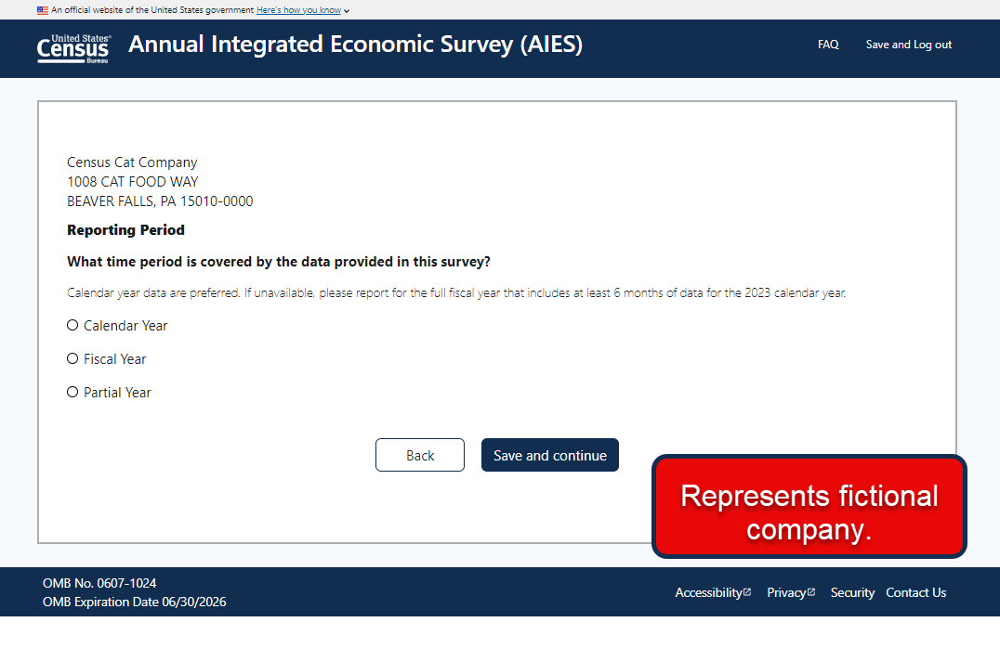 An official website of the United States government Here's how you know
United States®
Census
Bureau
Annual Integrated Economic Survey (AIES)
FAQ
Save and Log out
Census Cat Company
1008 CAT FOOD WAY
BEAVER FALLS, PA 15010-0000
Reporting Period
What time period is covered by the data provided in this survey?
Calendar year data are preferred. If unavailable, please report for the full fiscal year that includes at least 6 months of data for the 2023 calendar year.
Calendar Year
Fiscal Year
Partial Year
Back
Save and continue
Represents fictional
company.
OMB No. 0607-1024
OMB Expiration Date 06/30/2026
Accessibility
Privacy
Security
Contact Us